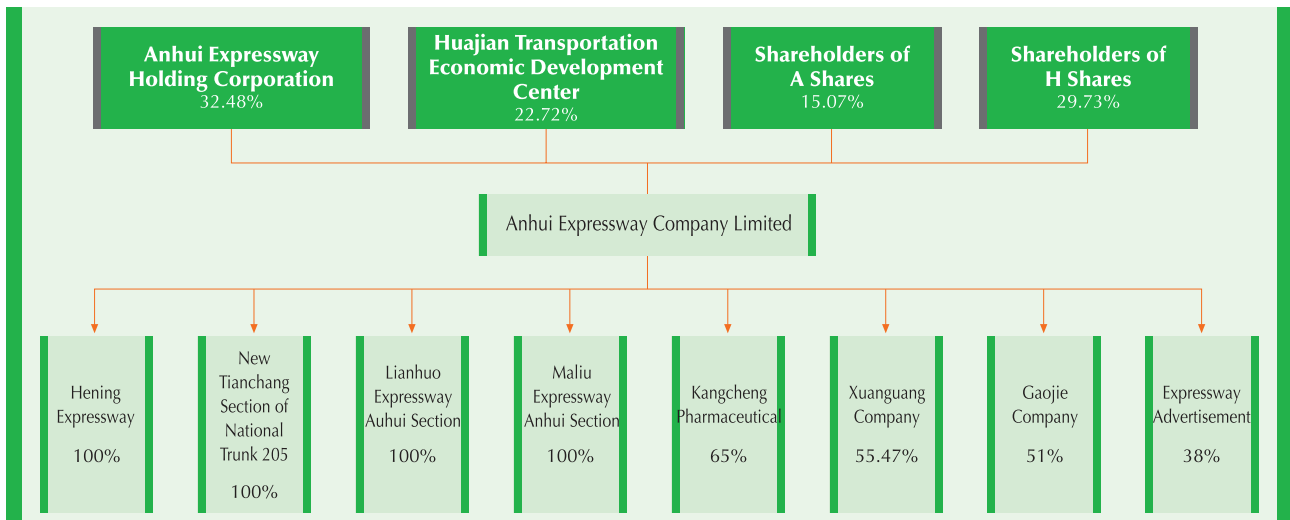 Anhui Expressway
Holding Corporation
32.48%
Huajian Transportation
Economic Development
Center
22.72%
Shareholders of
A Shares
15.07%
Shareholders of
H Shares
29.73%
Anhui Expressway Company Limited
Hening
Expressway
100%
New
Tianchang
Section of
National
Trunk 205
100%
Lianhuo
Expressway
Auhui Section
100%
Maliu
Expressway
Anhui Section
100%
Kangcheng
Pharmaceutical
65%
Xuanguang
Company
55.47%
Gaojie
Company
51%
Expressway
Advertisement
38%